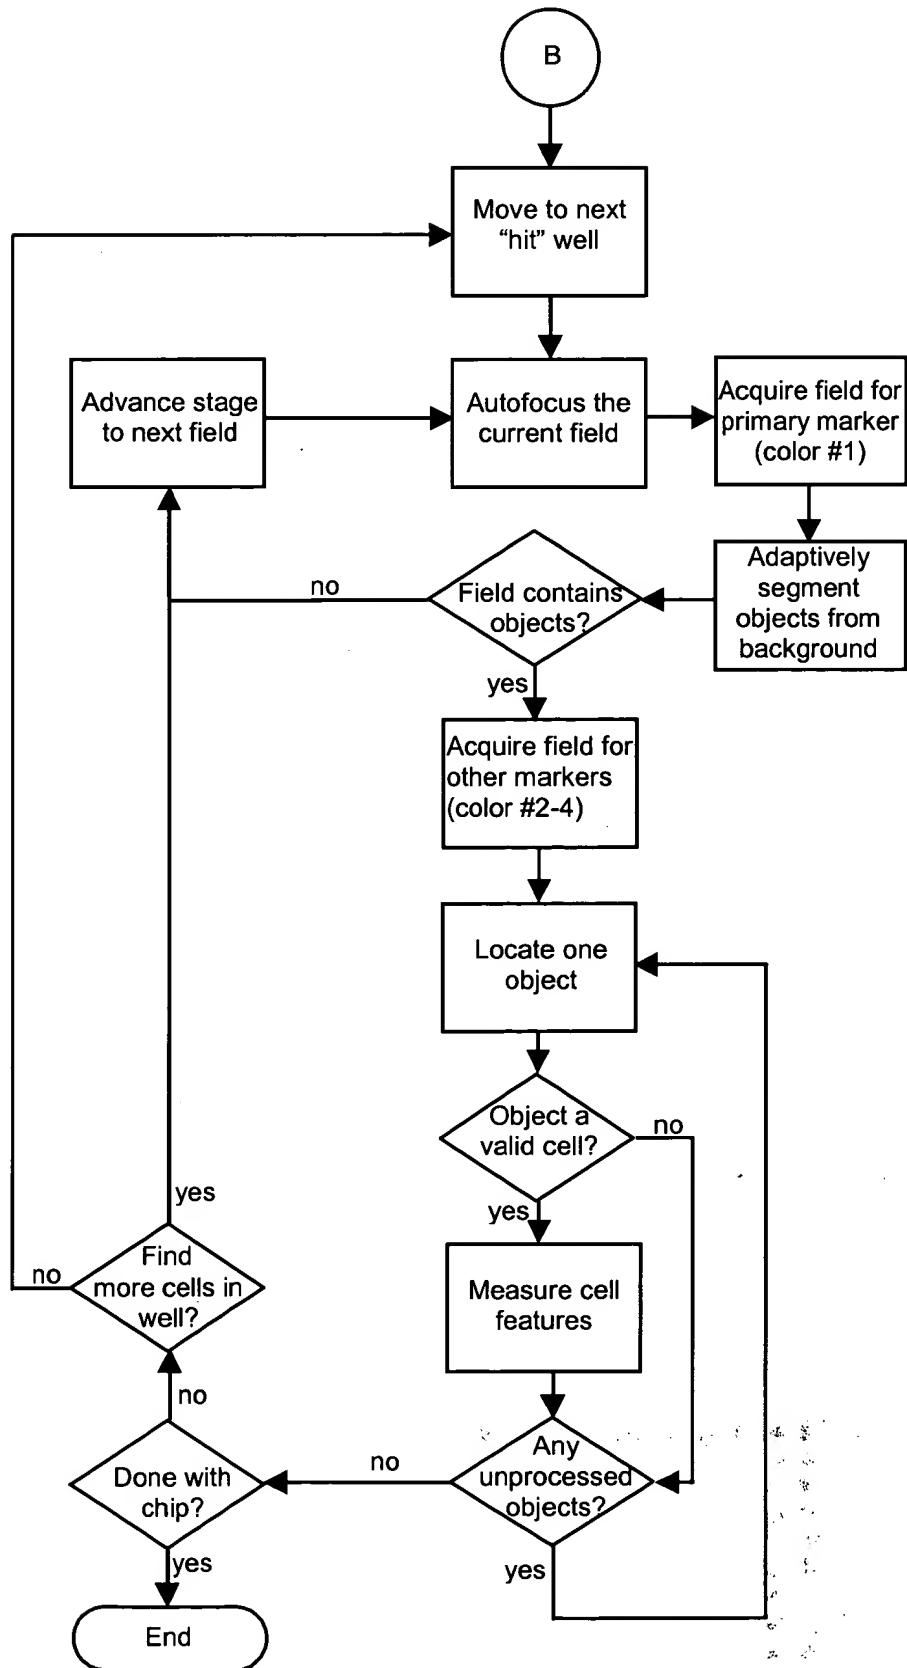 B
Move to next
“hit” well
Advance stage
to next field
Autofocus the
current field
Acquire field for
primary marker
(color #1)
Adaptively
segment
objects from
background
Field contains
objects?
no
yes
Acquire field for
other markers
(color #2-4)
Locate one
object
Object a
valid cell?
no
yes
Measure cell
features
Any
unprocessed
objects?
no
yes
Find
more cells in
well?
yes
no
Done with
chip?
no
yes
End